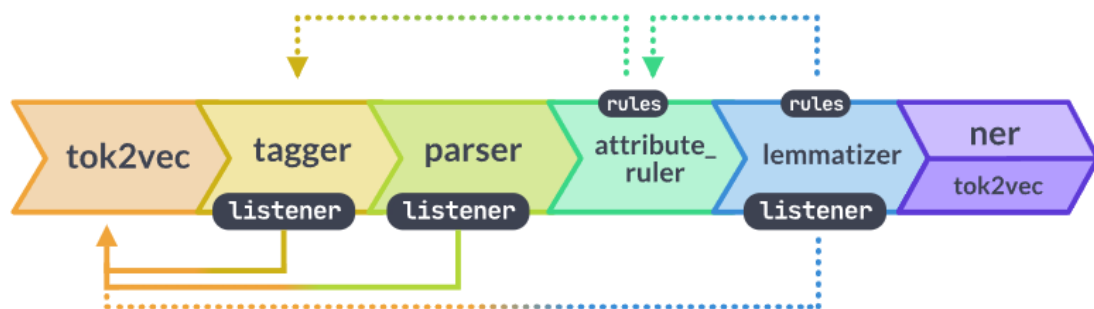 rules
rules
tok2vec
tagger
parser
attribute_
ruler
lemmatizer
ner
tok2vec
listener
listener
listener